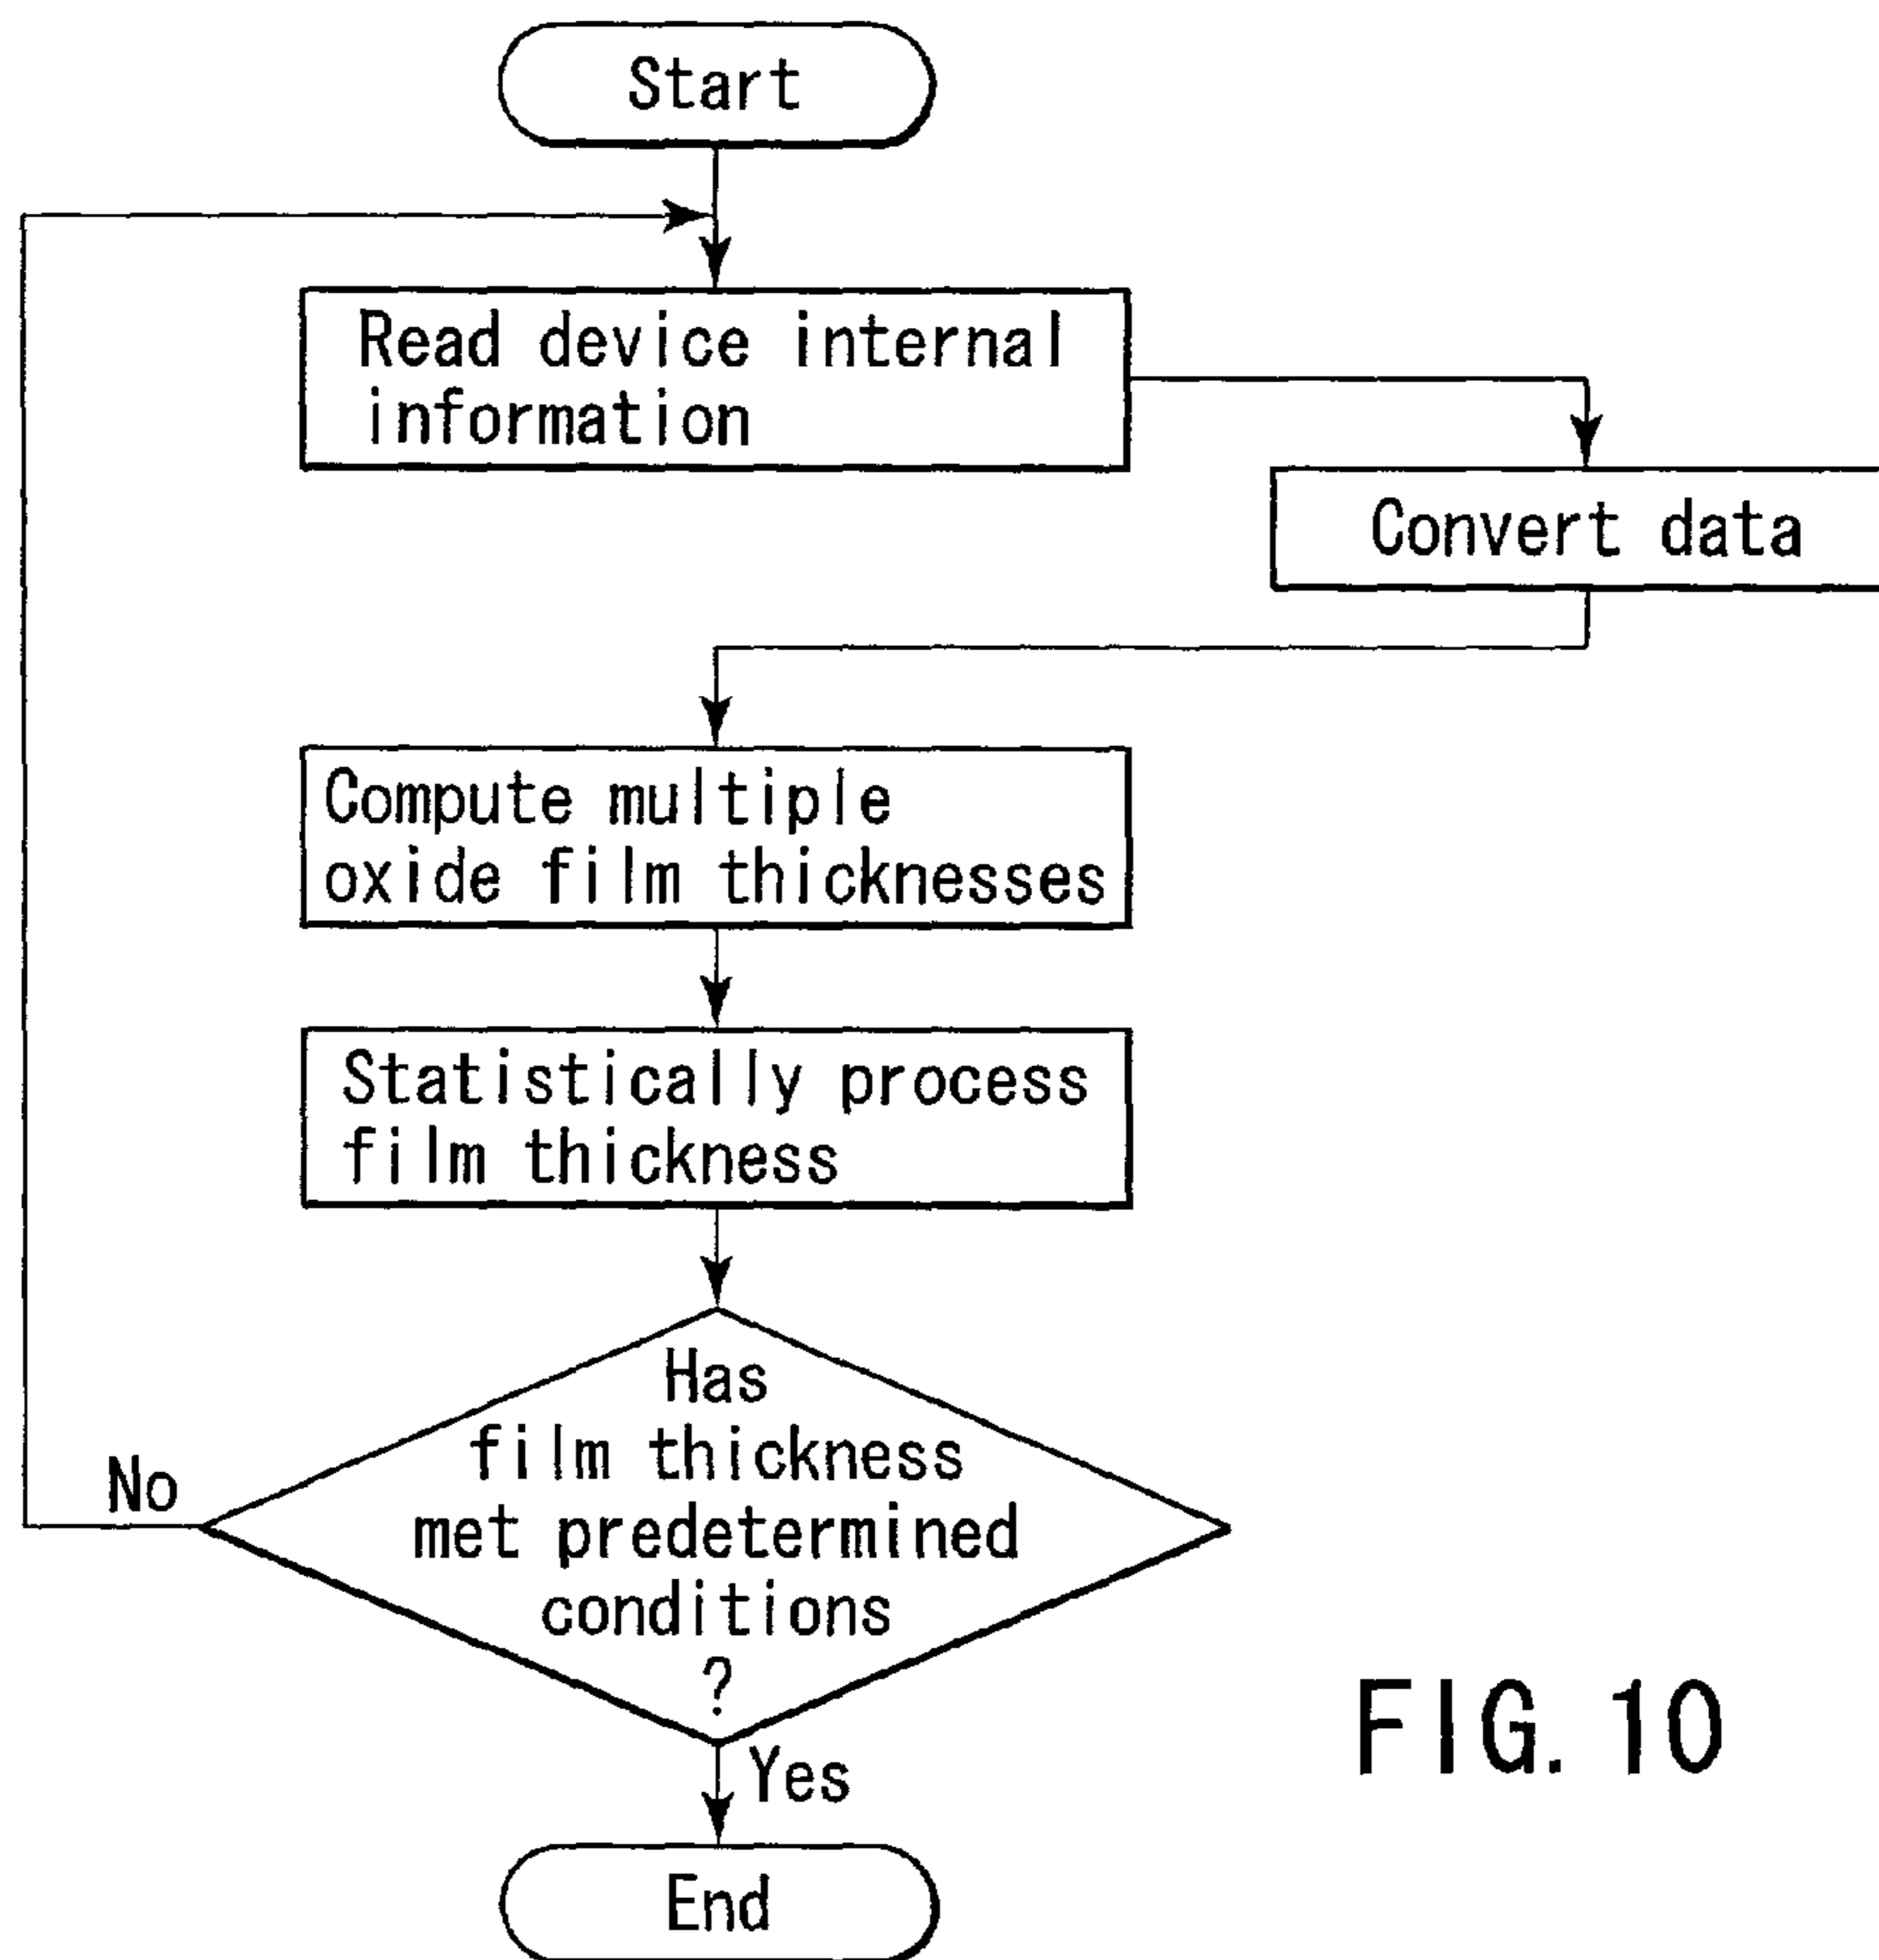 Start
Read device internal
information
Convert data
Compute multiple
oxide film thicknesses
Statistically process
film thickness
Has
film thickness
met predetermined
conditions
?
No
Yes
End
FIG. 10